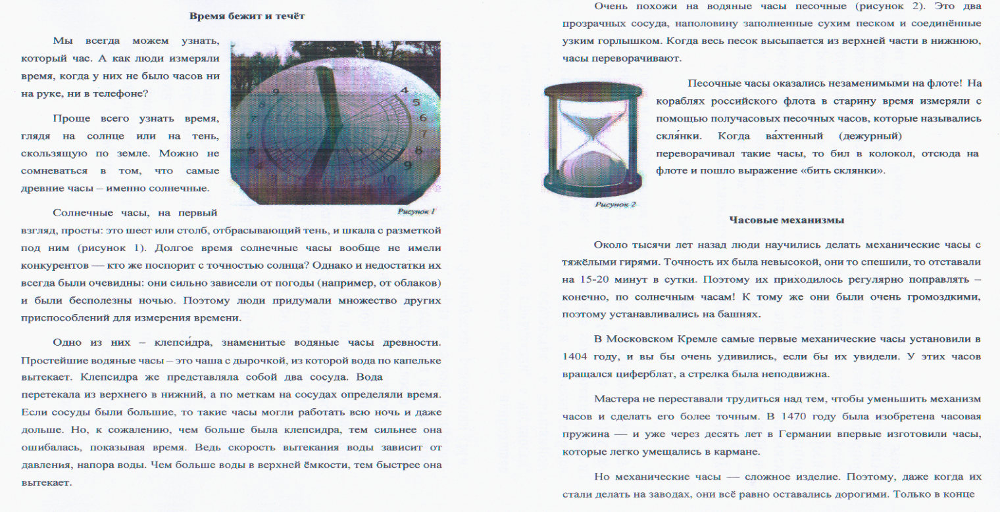 Время бежит и течёт
Мы всегда можем узнать,
который час. А как люди измеряли
время, когда у них не было часов ни
на руке, ни в телефоне?
Проще всего узнать время,
глядя на солнце или на тень,
скользящую по земле. Можно не
сомневаться в том, что самые
древние часы – именно солнечные.
9
8
7
6
5
4
3
4
5
6
7
8
9
10
Рисунок 1
Солнечные часы, на первый
взгляд, просты: это шест или столб, отбрасывающий тень, и шкала с разметкой
под ним (рисунок 1). Долгое время солнечные часы вообще не имели
конкурентов — кто же поспорит с точностью солнца? Однако и недостатки их
всегда были очевидны: они сильно зависели от погоды (например, от облаков)
и были бесполезны ночью. Поэтому люди придумали множество других
приспособлений для измерения времени.
Одно из них – клепси́дра, знаменитые водяные часы древности.
Простейшие водяные часы – это чаша с дырочкой, из которой вода по капельке
вытекает. Клепсидра же представляла собой два сосуда. Вода
перетекала из верхнего в нижний, а по меткам на сосудах определяли время.
Если сосуды были большие, то такие часы могли работать всю ночь и даже
дольше. Но, к сожалению, чем больше была клепсидра, тем сильнее она
ошибалась, показывая время. Ведь скорость вытекания воды зависит от
давления, напора воды. Чем больше воды в верхней ёмкости, тем быстрее она
вытекает.
Очень похожи на водяные часы песочные (рисунок 2). Это два
прозрачных сосуда, наполовину заполненные сухим песком и соединённые
узким горлышком. Когда весь песок высыпается из верхней части в нижнюю,
часы переворачивают.
Песочные часы оказались незаменимыми на флоте! На
кораблях российского флота в старину время измеряли с
помощью получасовых песочных часов, которые назывались
скля́нки. Когда ва́хтенный (дежурный)
переворачивал такие часы, то бил в колокол, отсюда на
флоте и пошло выражение «бить склянки».
Рисунок 2
Часовые механизмы
Около тысячи лет назад люди научились делать механические часы с
тяжёлыми гирями. Точность их была невысокой, они то спешили, то отставали
на 15-20 минут в сутки. Поэтому их приходилось регулярно поправлять –
конечно, по солнечным часам! К тому же они были очень громоздкими,
поэтому устанавливались на башнях.
В Московском Кремле самые первые механические часы установили в
1404 году, и вы бы очень удивились, если бы их увидели. У этих часов
вращался циферблат, а стрелка была неподвижна.
Мастера не переставали трудиться над тем, чтобы уменьшить механизм
часов и сделать его более точным. В 1470 году была изобретена часовая
пружина — и уже через десять лет в Германии впервые изготовили часы,
которые легко умещались в кармане.
Но механические часы — сложное изделие. Поэтому, даже когда их
стали делать на заводах, они всё равно оставались дорогими. Только в конце